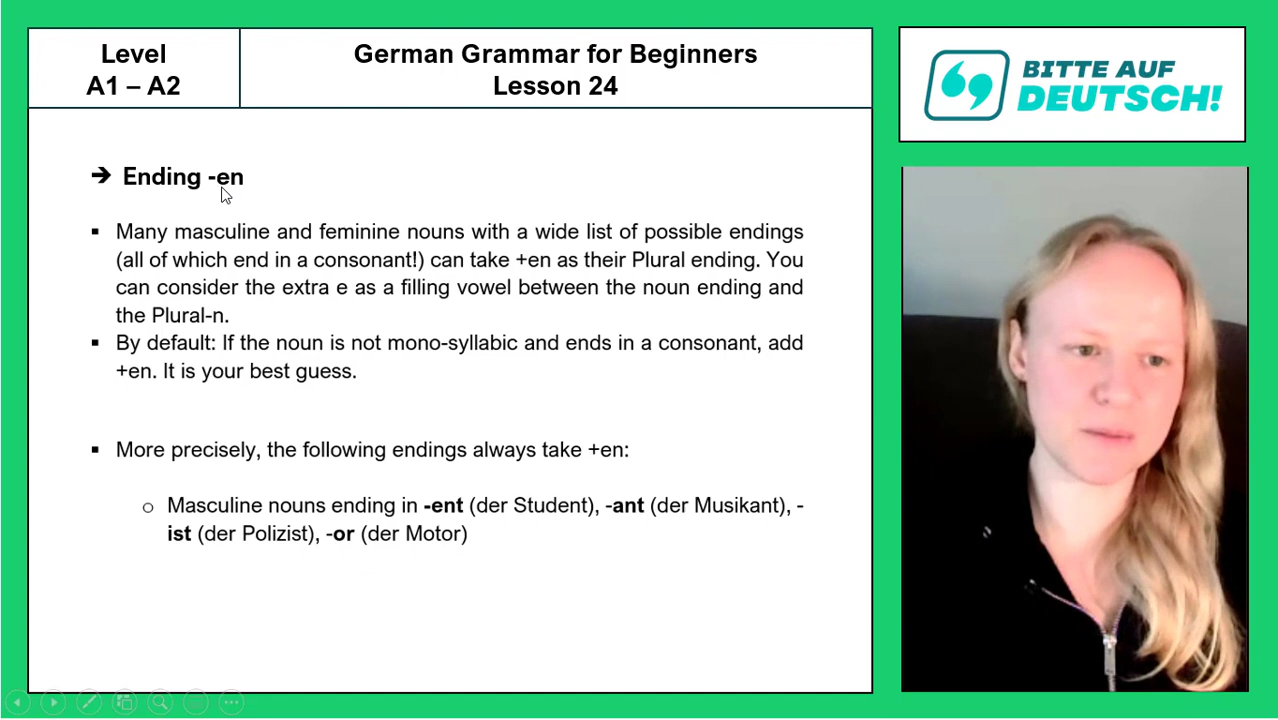 Level
A1 – A2
German Grammar for Beginners
Lesson 24
BITTE AUF
DEUTSCH!
➔ Ending -en
▪ Many masculine and feminine nouns with a wide list of possible endings
(all of which end in a consonant!) can take +en as their Plural ending. You
can consider the extra e as a filling vowel between the noun ending and
the Plural-n.
▪ By default: If the noun is not mono-syllabic and ends in a consonant, add
+en. It is your best guess.
▪ More precisely, the following endings always take +en:
o Masculine nouns ending in -ent (der Student), -ant (der Musikant), -
ist (der Polizist), -or (der Motor)